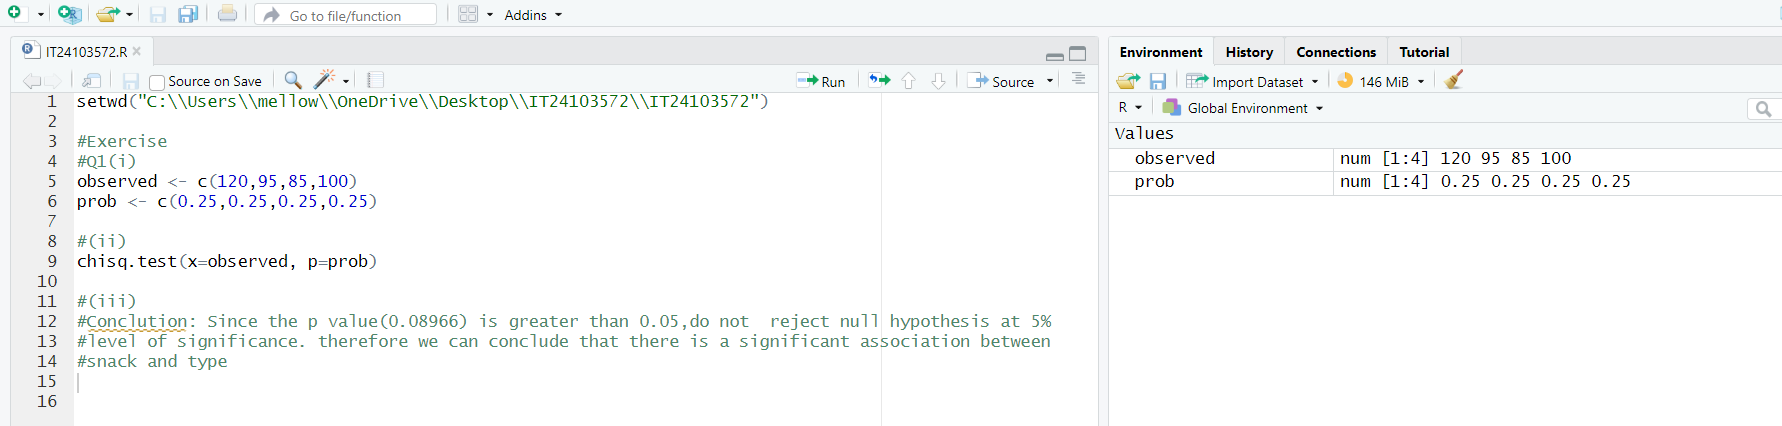 Go to file/function
Addins
IT24103572.R
Source on Save
Run
Source
1 setwd("C:\\Users\\mellow\\OneDrive\\Desktop\\IT24103572\\IT24103572")
2
3 #Exercise
4 #Q1(i)
5 observed <- c(120,95,85,100)
6 prob <- c(0.25,0.25,0.25,0.25)
7
8 #(ii)
9 chisq.test(x=observed, p=prob)
10
11 #(iii)
12 #Conclution: Since the p value(0.08966) is greater than 0.05,do not  reject null hypothesis at 5%
13 #level of significance. therefore we can conclude that there is a significant association between
14 #snack and type
15
16
Environment History Connections Tutorial
Import Dataset 146 MiB
R Global Environment
Values
observed num [1:4] 120 95 85 100
prob num [1:4] 0.25 0.25 0.25 0.25